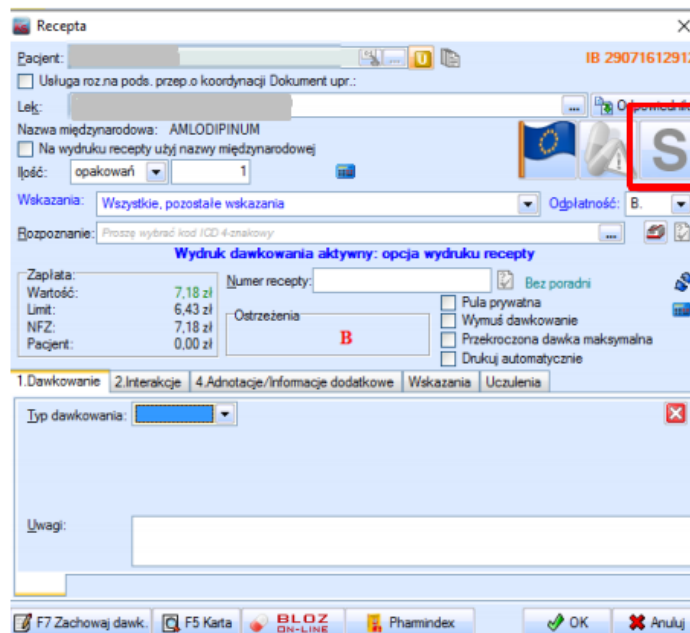 Recepta
Pacjent: ... U IB 29071612912
Usługa roz.na pods. przep.o koordynacji Dokument upr.:
Lek: ... Odpowiednik
Nazwa międzynarodowa: AMLODIPINUM
Na wydruku recepty użyj nazwy międzynarodowej
S
Ilość: opakowań 1
Wskazania: Wszystkie, pozostałe wskazania Odpłatność: B.
Rozpoznanie: Proszę wybrać kod ICD 4-znakowy ...
Wydruk dawkowania aktywny: opcja wydruku recepty
Zapłata:
Wartość: 7,18 zł
Limit: 6,43 zł
NFZ: 7,18 zł
Pacjent: 0,00 zł
Numer recepty: Bez poradni
Ostrzeżenia
B
Pula prywatna
Wymuś dawkowanie
Przekroczona dawka maksymalna
Drukuj automatycznie
1.Dawkowanie 2.Interakcje 4.Adnotacje/Informacje dodatkowe Wskazania Uczulenia
Typ dawkowania:
Uwagi:
F7 Zachowaj dawk. F5 Karta BLOZ ON-LINE Pharmindex OK Anuluj